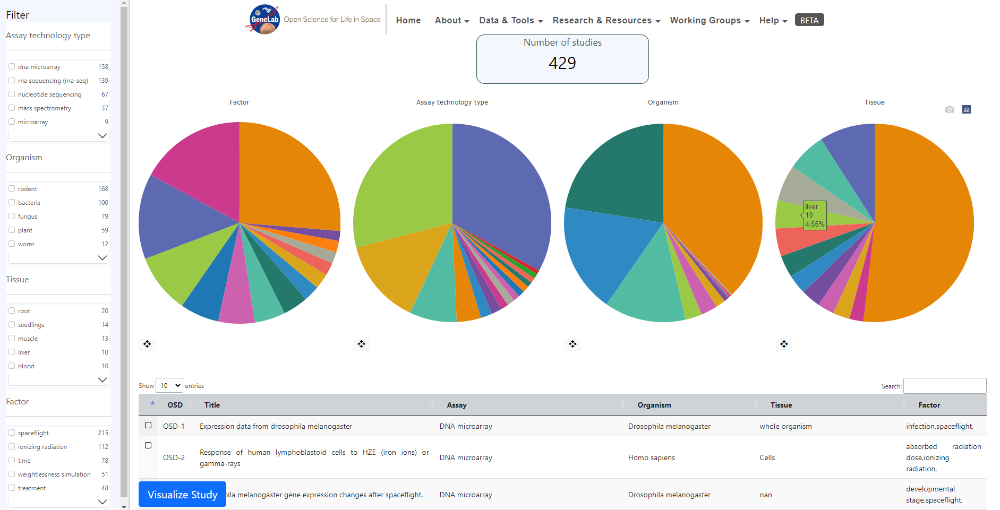 Filter
Assay technology type
dna microarray 158
rna sequencing (rna-seq) 139
nucleotide sequencing 67
mass spectrometry 37
microarray 9
Organism
rodent 168
bacteria 100
fungus 79
plant 59
worm 12
Tissue
root 20
seedlings 14
muscle 13
liver 10
blood 10
Factor
spaceflight 215
ionizing radiation 112
time 78
weightlessness simulation 51
treatment 48
GeneLab
Open Science for Life in Space
Home About Data & Tools Research & Resources Working Groups Help BETA
Number of studies
429
Factor Assay technology type Organism Tissue
liver
10
4.55%
Show 10 entries Search:
OSD Title Assay Organism Tissue Factor
OSD-1 Expression data from drosophila melanogaster DNA microarray Drosophila melanogaster whole organism infection,spaceflight,
OSD-2 Response of human lymphoblastoid cells to HZE (iron ions) or gamma-rays DNA microarray Homo sapiens Cells absorbed radiation dose,ionizing radiation,
Visualize Study
ila melanogaster gene expression changes after spaceflight. DNA microarray Drosophila melanogaster nan developmental stage,spaceflight,